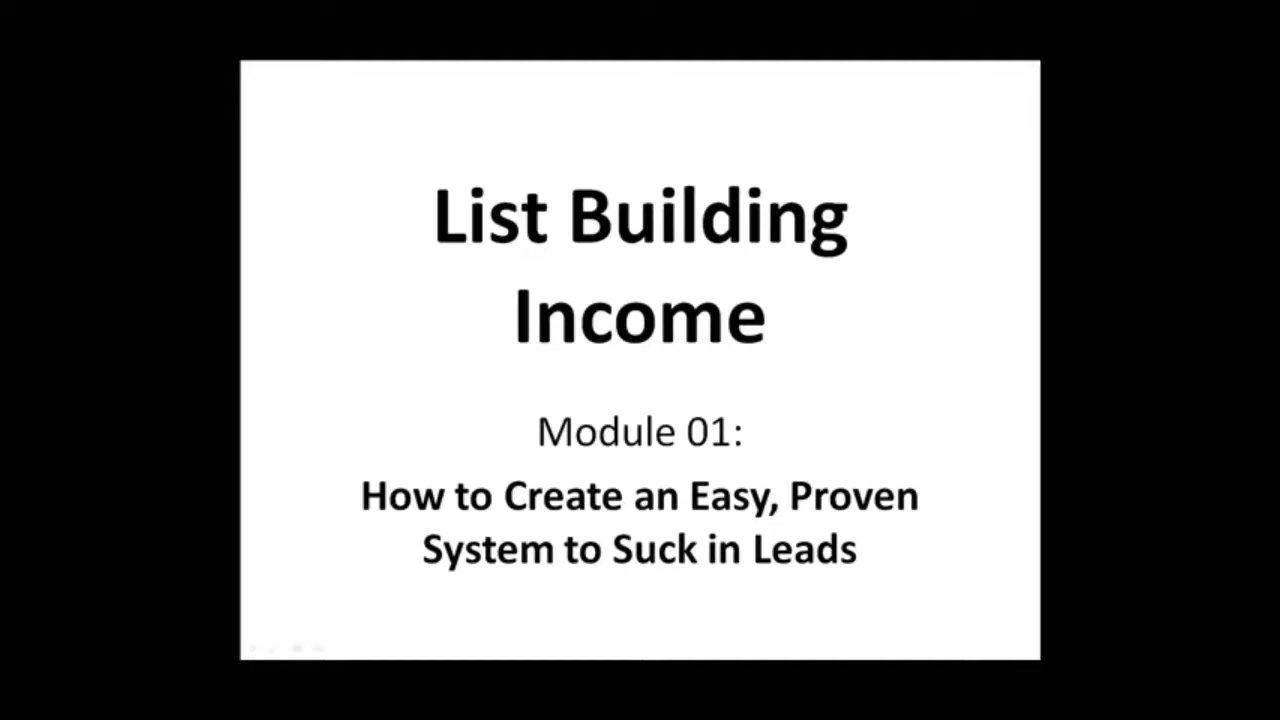 List Building
Income
Module 01:
How to Create an Easy, Proven
System to Suck in Leads